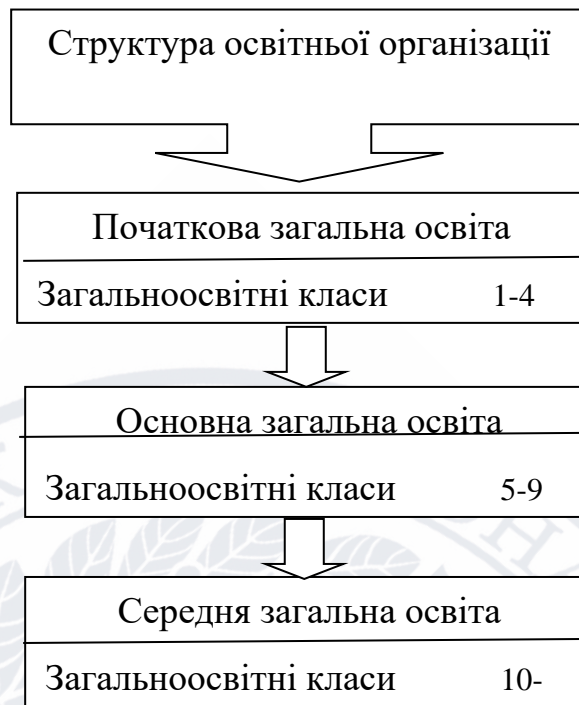 Структура освітньої організації
Початкова загальна освіта
Загальноосвітні класи 1-4
Основна загальна освіта
Загальноосвітні класи 5-9
Середня загальна освіта
Загальноосвітні класи 10-